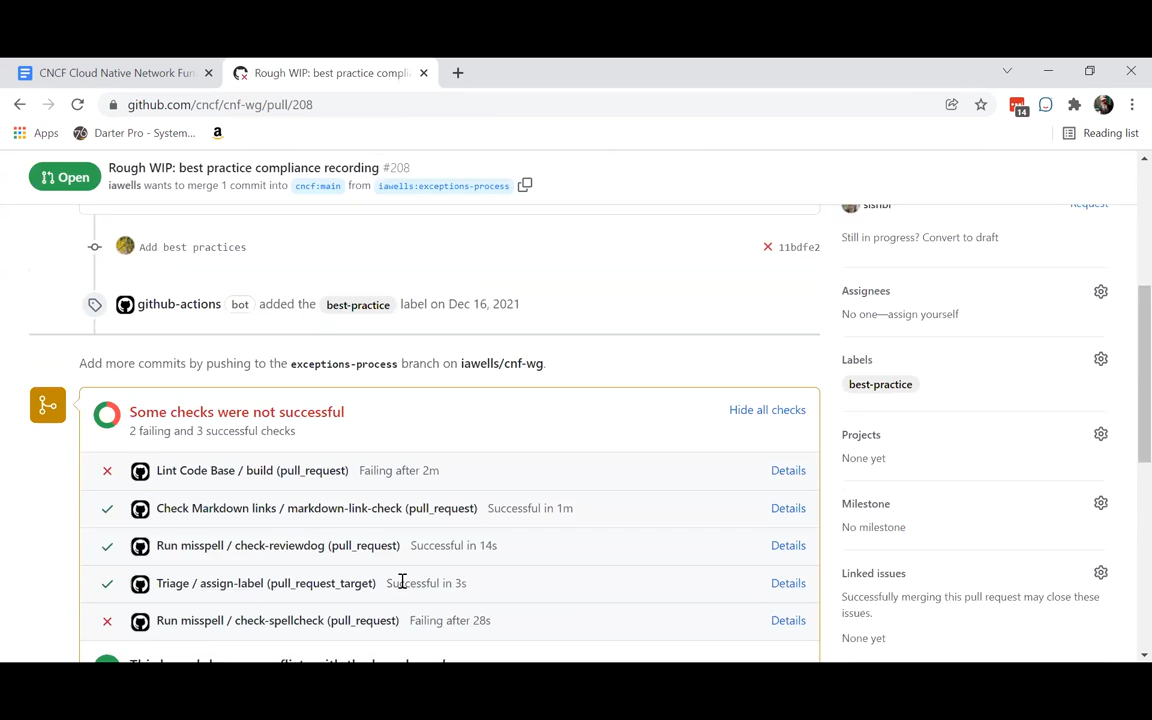 CNCF Cloud Native Network Fun
Rough WIP: best practice compli
github.com/cncf/cnf-wg/pull/208
14
Apps
Darter Pro - System...
Reading list
Open
Rough WIP: best practice compliance recording #208
iawells wants to merge 1 commit into cncf:main from iawells:exceptions-process
Still in progress? Convert to draft
Add best practices
11bdfe2
github-actions bot added the best-practice label on Dec 16, 2021
Assignees
No one—assign yourself
Add more commits by pushing to the exceptions-process branch on iawells/cnf-wg.
Labels
best-practice
Some checks were not successful
2 failing and 3 successful checks
Hide all checks
Projects
None yet
Lint Code Base / build (pull_request) Failing after 2m Details
Check Markdown links / markdown-link-check (pull_request) Successful in 1m Details
Milestone
No milestone
Run misspell / check-reviewdog (pull_request) Successful in 14s Details
Triage / assign-label (pull_request_target) Successful in 3s Details
Linked issues
Successfully merging this pull request may close these
issues.
Run misspell / check-spellcheck (pull_request) Failing after 28s Details
None yet